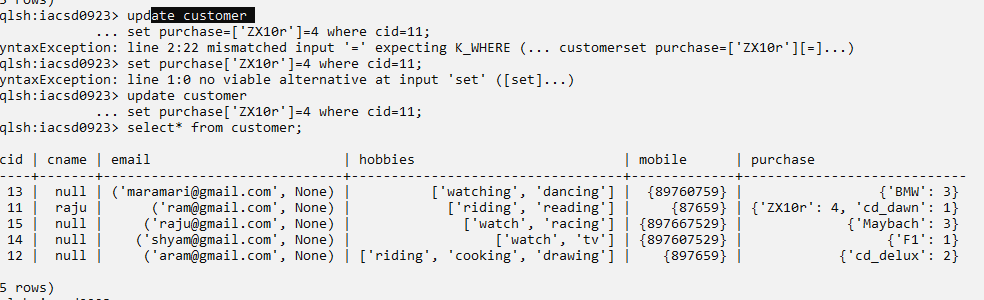 5 rows)
qlsh:iacsd0923> update customer
... set purchase=['ZX10r']=4 where cid=11;
yntaxException: line 2:22 mismatched input '=' expecting K_WHERE (... customerset purchase=['ZX10r'][=]...)
qlsh:iacsd0923> set purchase['ZX10r']=4 where cid=11;
yntaxException: line 1:0 no viable alternative at input 'set' ([set]...)
qlsh:iacsd0923> update customer
... set purchase['ZX10r']=4 where cid=11;
qlsh:iacsd0923> select* from customer;
cid | cname | email | hobbies | mobile | purchase
----+-------+----------------------------+--------------------------------+-------------+---------------------------
13 | null | ('maramari@gmail.com', None) | ['watching', 'dancing'] | {89760759} | {'BMW': 3}
11 | raju | ('ram@gmail.com', None) | ['riding', 'reading'] | {87659} | {'ZX10r': 4, 'cd_dawn': 1}
15 | null | ('raju@gmail.com', None) | ['watch', 'racing'] | {897667529} | {'Maybach': 3}
14 | null | ('shyam@gmail.com', None) | ['watch', 'tv'] | {897607529} | {'F1': 1}
12 | null | ('aram@gmail.com', None) | ['riding', 'cooking', 'drawing'] | {897659} | {'cd_delux': 2}
5 rows)